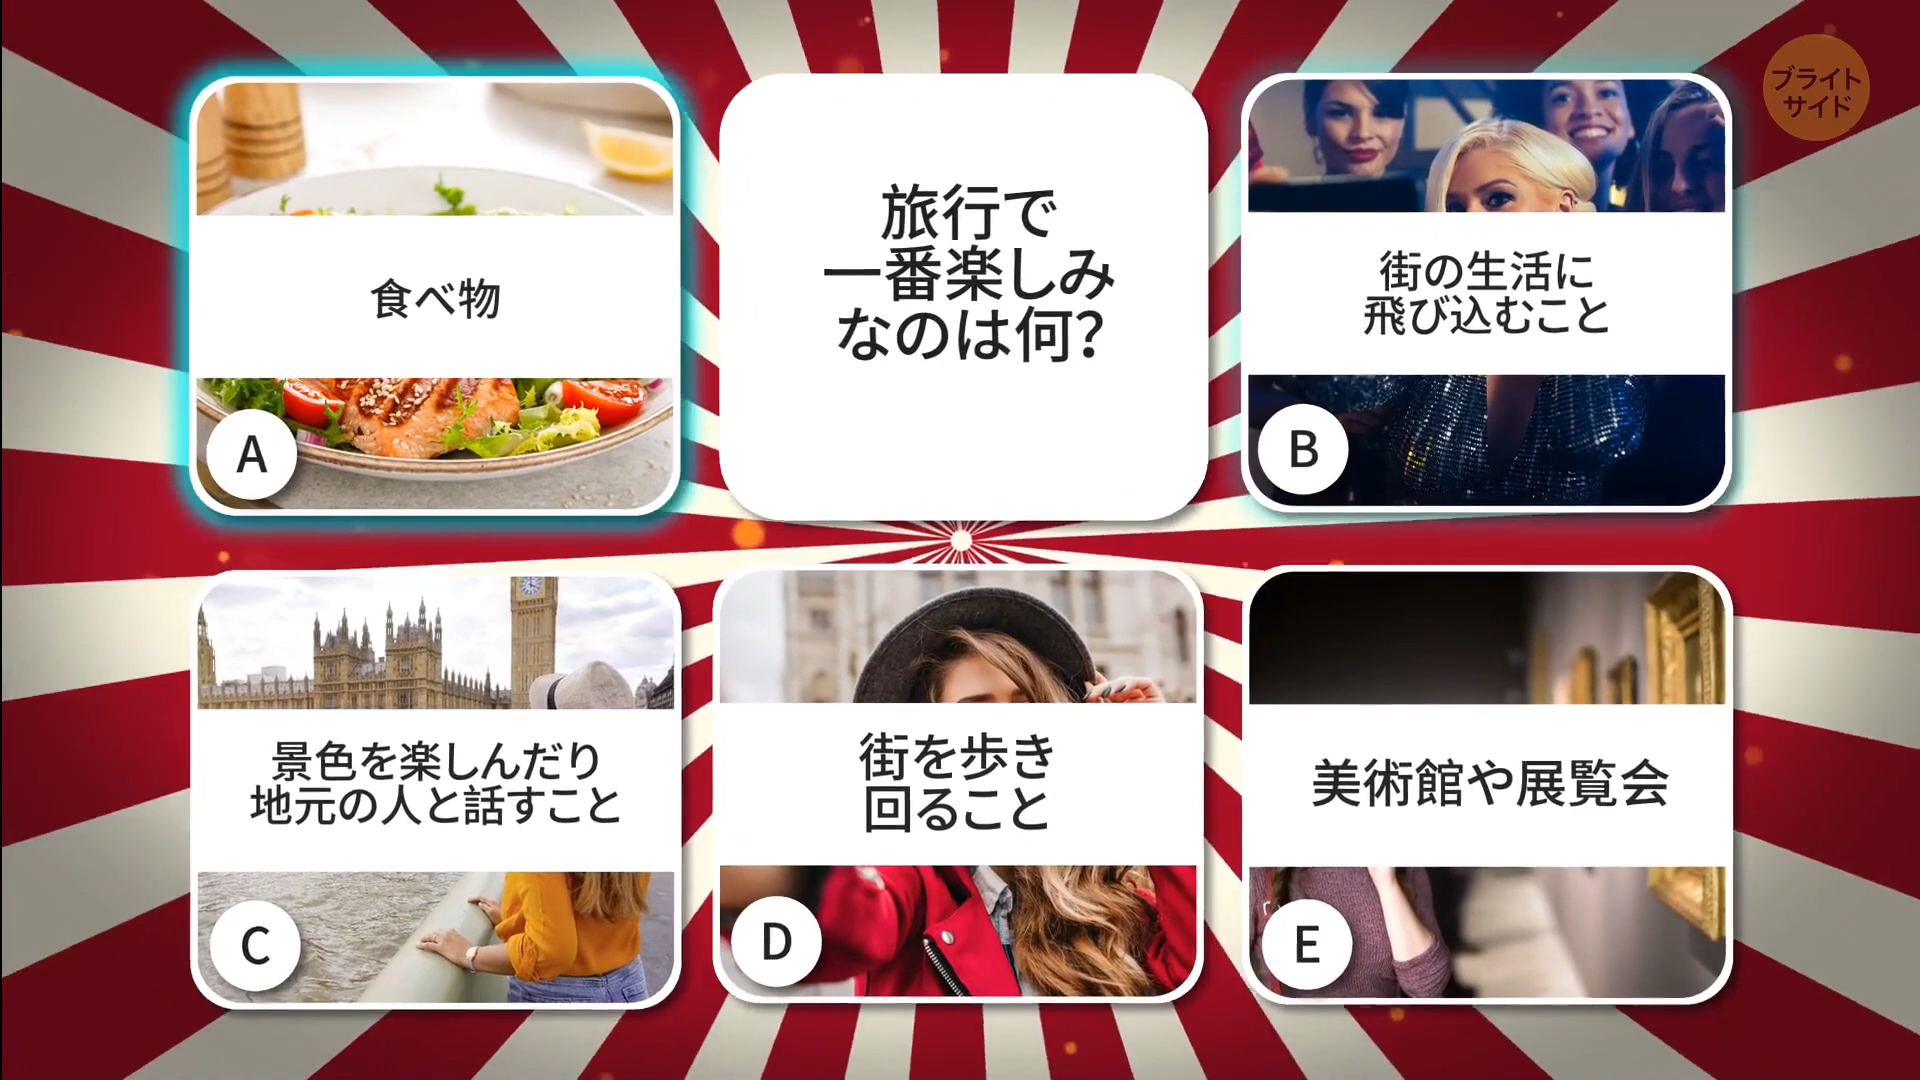 ブライト
サイド
食べ物
A
旅行で
一番楽しみ
なのは何？
街の生活に
飛び込むこと
B
景色を楽しんだり
地元の人と話すこと
C
街を歩き
回ること
D
美術館や展覧会
E